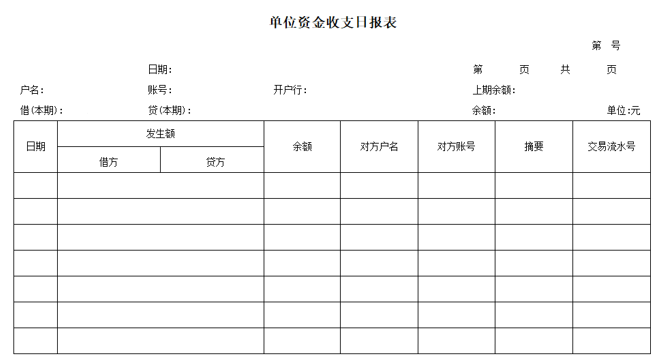 单位资金收支日报表
第 号
日期： 第 页 共 页
户名： 账号： 开户行： 上期余额：
借(本期)： 贷(本期)： 余额： 单位:元
日期 发生额 余额 对方户名 对方账号 摘要 交易流水号
借方 贷方